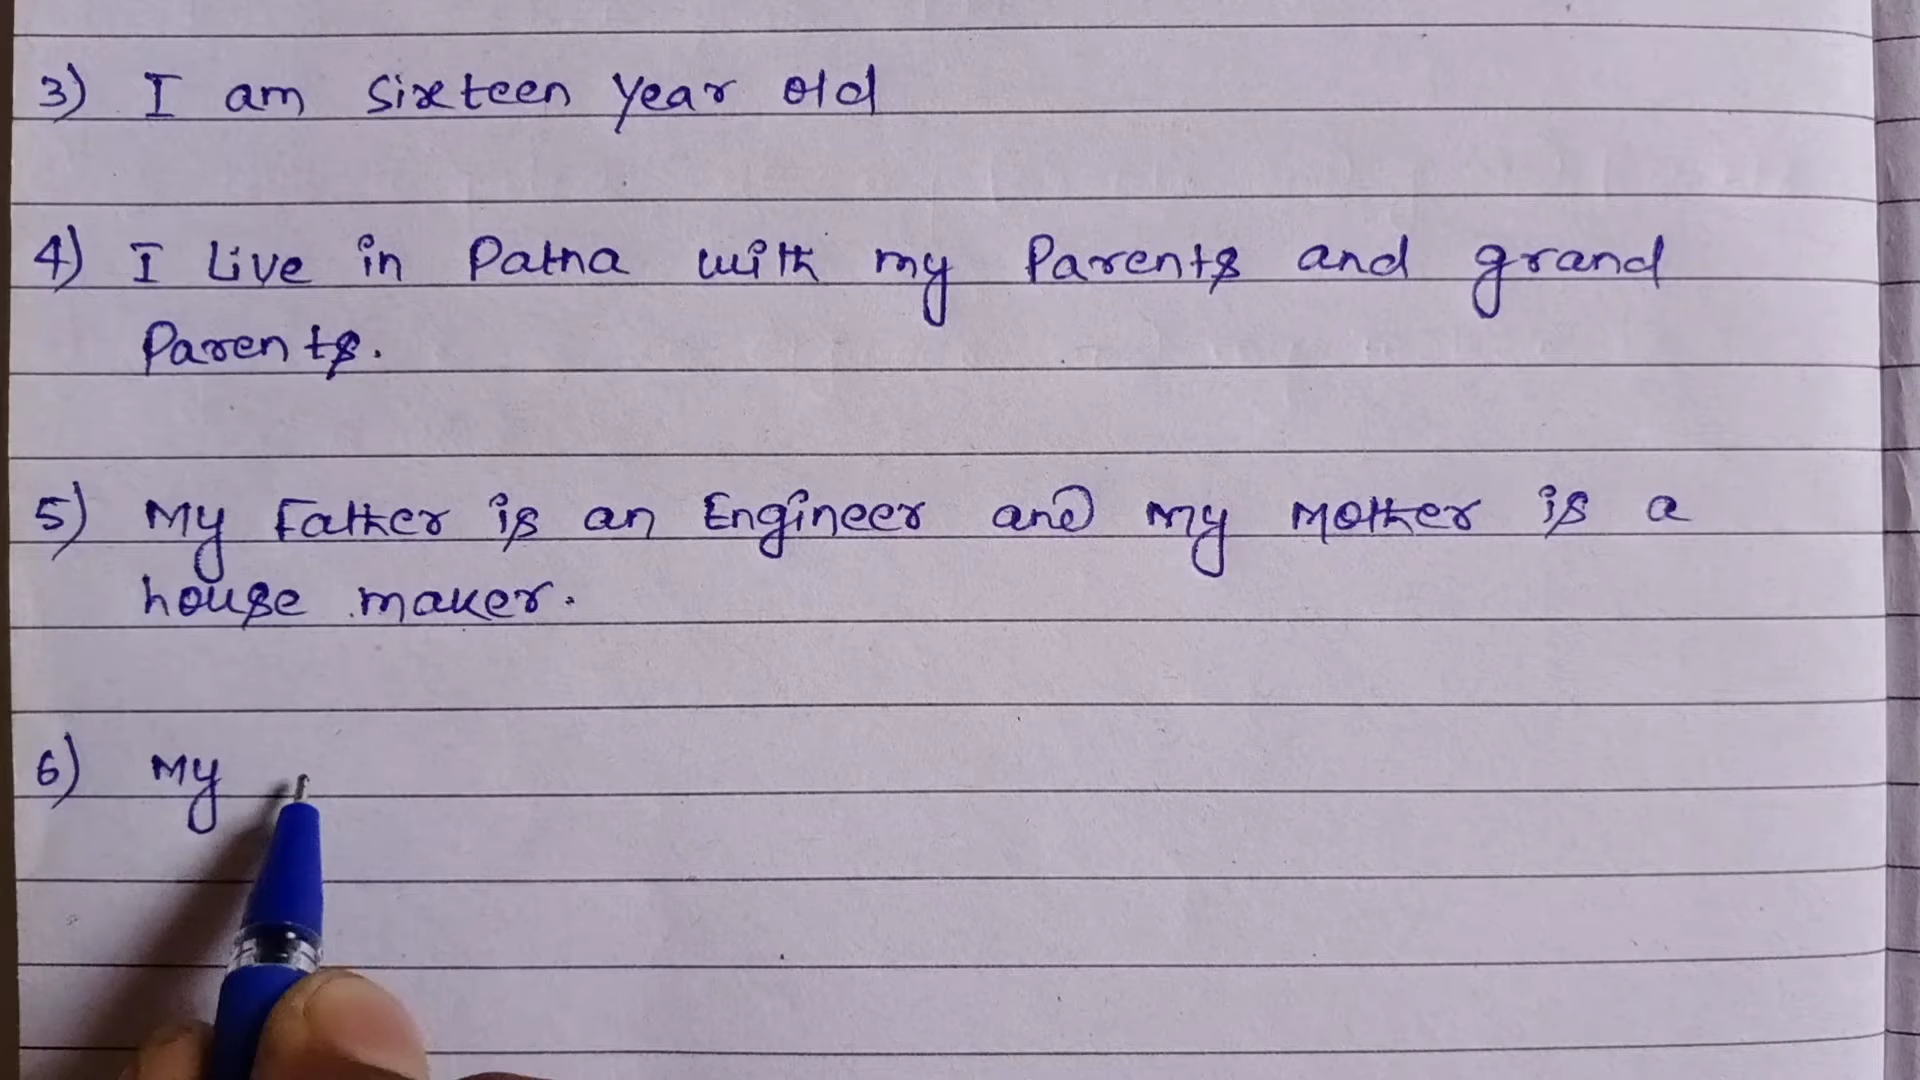 3) I am sixteen year old
4) I Live in Patna with my Parents and grand
Parents.
5) My Father is an Engineer and my Mother is a
house maker.
6) My